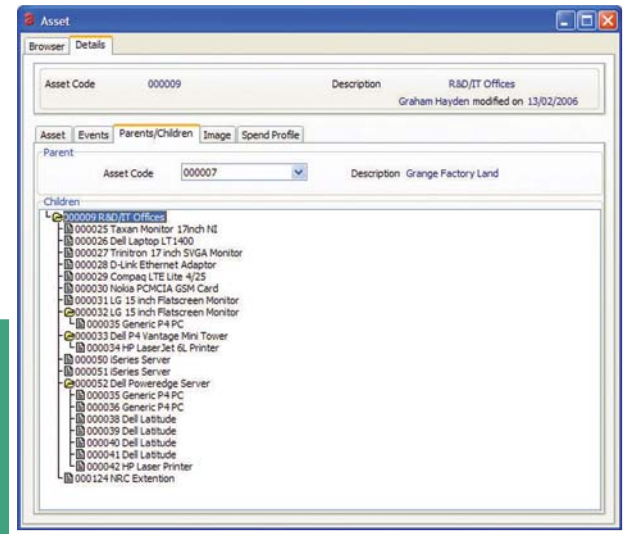 Asset
Browser Details
Asset Code 000009 Description R&D/IT Offices
Graham Hayden modified on 13/02/2006
Asset Events Parents/Children Image Spend Profile
Parent
Asset Code 000007 Description Grange Factory Land
Children
000009 R&D/IT Offices
000025 Taxan Monitor 17inch NI
000026 Dell Laptop LT1400
000027 Trinitron 17 inch SVGA Monitor
000028 D-Link Ethernet Adaptor
000029 Compaq LTE Lite 4/25
000030 Nokia PCMCIA GSM Card
000031 LG 15 inch Flatscreen Monitor
000032 LG 15 inch Flatscreen Monitor
000035 Generic P4 PC
000033 Dell P4 Vantage Mini Tower
000034 HP LaserJet 6L Printer
000050 iSeries Server
000051 iSeries Server
000052 Dell Poweredge Server
000035 Generic P4 PC
000036 Generic P4 PC
000038 Dell Latitude
000039 Dell Latitude
000040 Dell Latitude
000041 Dell Latitude
000042 HP Laser Printer
000124 NRC Extention